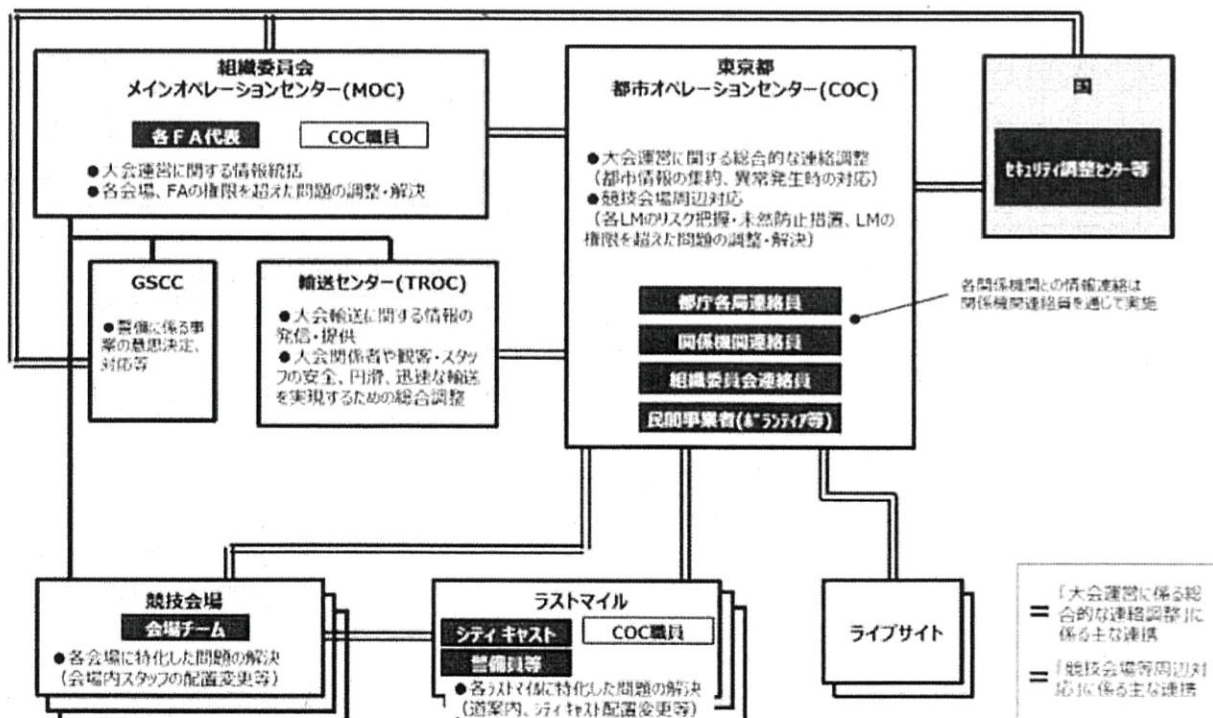 組織委員会
メインオペレーションセンター(MOC)
各FA代表
COC職員
●大会運営に関する情報統括
●各会場、FAの権限を超えた問題の調整・解決
東京都
都市オペレーションセンター(COC)
●大会運営に関する総合的な連絡調整
(都市情報の集約、異常発生時の対応)
●競技会場周辺対応
(各LMのリスク把握・未然防止措置、LMの
権限を超えた問題の調整・解決)
都庁各局連絡員
関係機関連絡員
組織委員会連絡員
民間事業者(ボランティア等)
国
セキュリティ調整センター等
各関係機関との情報連絡は
関係機関連絡員を通じて実施
GSCC
●警備に係る事
案の意思決定、
対応等
輸送センター(TROC)
●大会輸送に関する情報の
発信・提供
●大会関係者や観客・スタッ
フの安全、円滑、迅速な輸送
を実現するための総合調整
競技会場
会場チーム
●各会場に特化した問題の解決
(会場内スタッフの配置変更等)
ラストマイル
シティ キャスト
COC職員
警備員等
●各ラストマイルに特化した問題の解決
(道案内、シティキャスト配置変更等)
ライブサイト
「大会運営に係る総
合的な連絡調整」に
係る主な連携
「競技会場等周辺対
応」に係る主な連携